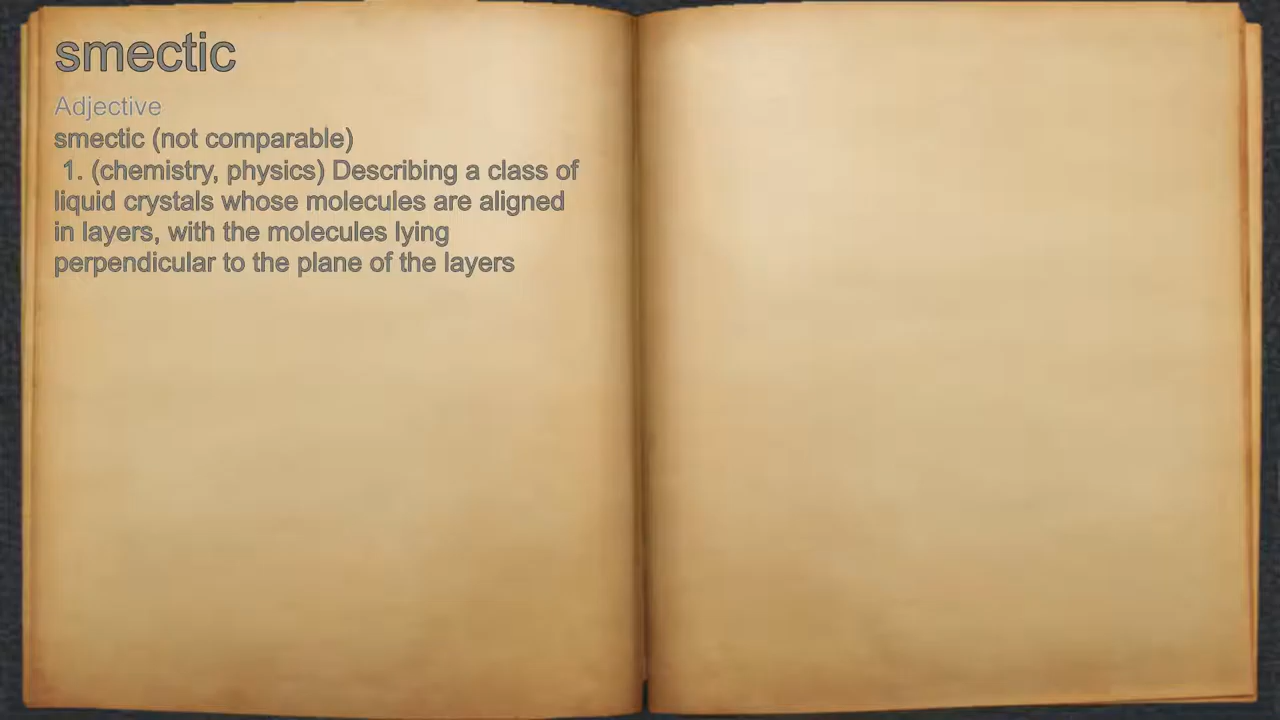 smectic
Adjective
smectic (not comparable)
1. (chemistry, physics) Describing a class of
liquid crystals whose molecules are aligned
in layers, with the molecules lying
perpendicular to the plane of the layers